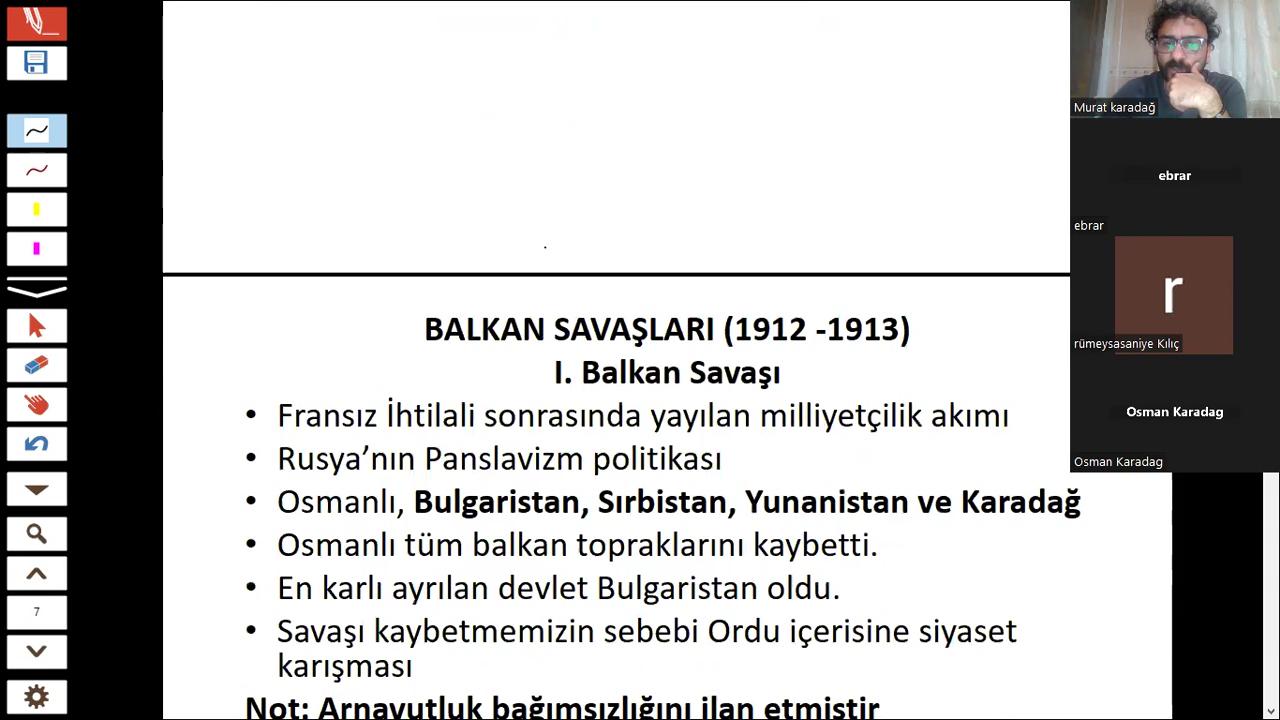 Murat karadağ
ebrar
ebrar
r
rümeysasaniye Kılıç
Osman Karadag
Osman Karadag
7
BALKAN SAVAŞLARI (1912 -1913)
I. Balkan Savaşı
• Fransız İhtilali sonrasında yayılan milliyetçilik akımı
• Rusya’nın Panslavizm politikası
• Osmanlı, Bulgaristan, Sırbistan, Yunanistan ve Karadağ
• Osmanlı tüm balkan topraklarını kaybetti.
• En karlı ayrılan devlet Bulgaristan oldu.
• Savaşı kaybetmemizin sebebi Ordu içerisine siyaset
karışması
Not: Arnavutluk bağımsızlığını ilan etmiştir